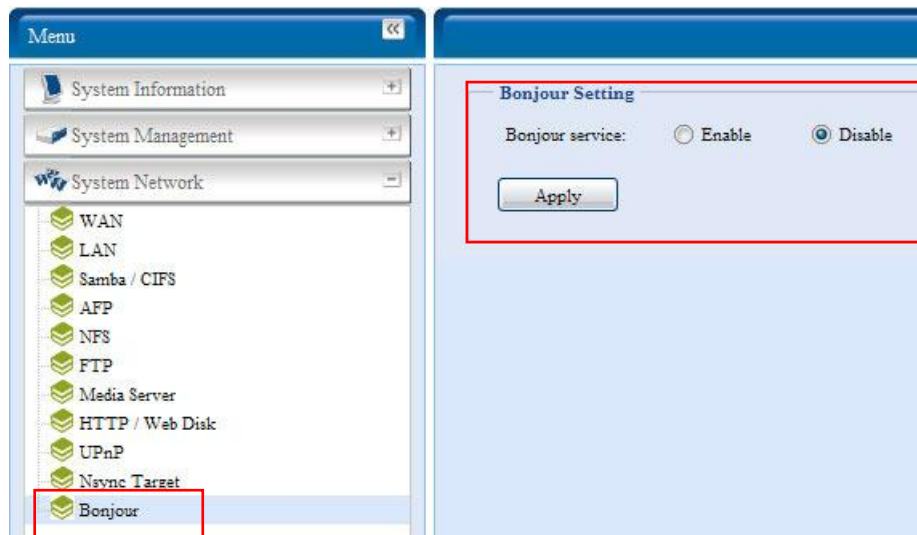 Menu
System Information
System Management
System Network
WAN
LAN
Samba / CIFS
AFP
NFS
FTP
Media Server
HTTP / Web Disk
UPnP
Nsync Target
Bonjour
Bonjour Setting
Bonjour service: Enable Disable
Apply